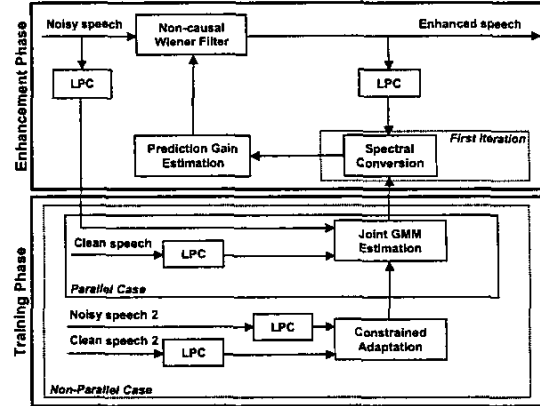 Enhancement Phase
Noisy speech
Non-causal
Wiener Filter
Enhanced speech
LPC
LPC
First Iteration
Prediction Gain
Estimation
Spectral
Conversion
Training Phase
Joint GMM
Estimation
Clean speech
LPC
Parallel Case
Noisy speech 2
LPC
Constrained
Adaptation
Clean speech 2
LPC
Non-Parallel Case